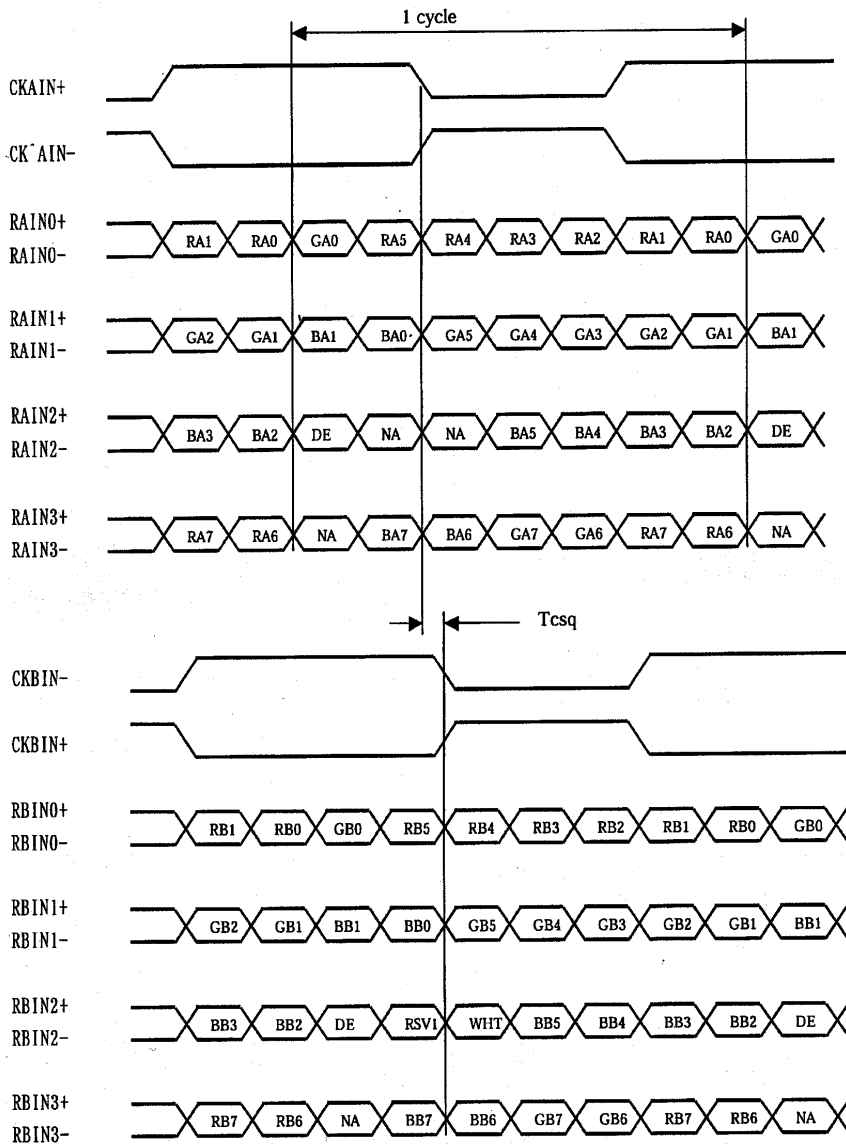 1 cycle
CKAIN+
CKˆAIN-
RAIN0+
RA1 RA0 GA0 RA5 RA4 RA3 RA2 RA1 RA0 GA0
RAIN0-
RAIN1+
GA2 GA1 BA1 BA0 GA5 GA4 GA3 GA2 GA1 BA1
RAIN1-
RAIN2+
BA3 BA2 DE NA NA BA5 BA4 BA3 BA2 DE
RAIN2-
RAIN3+
RA7 RA6 NA BA7 BA6 GA7 GA6 RA7 RA6 NA
RAIN3-
Tcsq
CKBIN-
CKBIN+
RBIN0+
RB1 RB0 GB0 RB5 RB4 RB3 RB2 RB1 RB0 GB0
RBIN0-
RBIN1+
GB2 GB1 BB1 BB0 GB5 GB4 GB3 GB2 GB1 BB1
RBIN1-
RBIN2+
BB3 BB2 DE RSV1 WHT BB5 BB4 BB3 BB2 DE
RBIN2-
RBIN3+
RB7 RB6 NA BB7 BB6 GB7 GB6 RB7 RB6 NA
RBIN3-